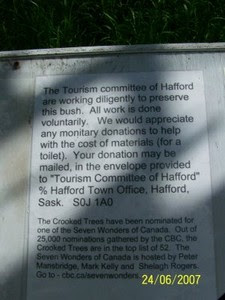 The Tourism committee of Hafford
are working diligently to preserve
this bush. All work is done
voluntarily. We would appreciate
any monitary donations to help
with the cost of materials (for a
toilet). Your donation may be
mailed, in the envelope provided
to "Tourism Committee of Hafford"
% Hafford Town Office, Hafford,
Sask. S0J 1A0
The Crooked Trees have been nominated for
one of the Seven Wonders of Canada. Out of
25,000 nominations gathered by the CBC, the
Crooked Trees are in the top list of 52. The
Seven Wonders of Canada is hosted by Peter
Mansbridge, Mark Kelly and Shelagh Rogers.
Go to - cbc.ca/sevenwonders.
24/06/2007